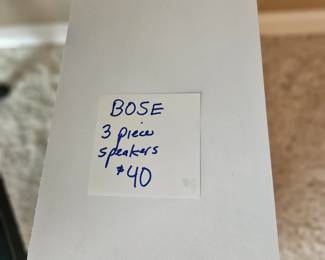 BOSE
3 piece
speakers
$40